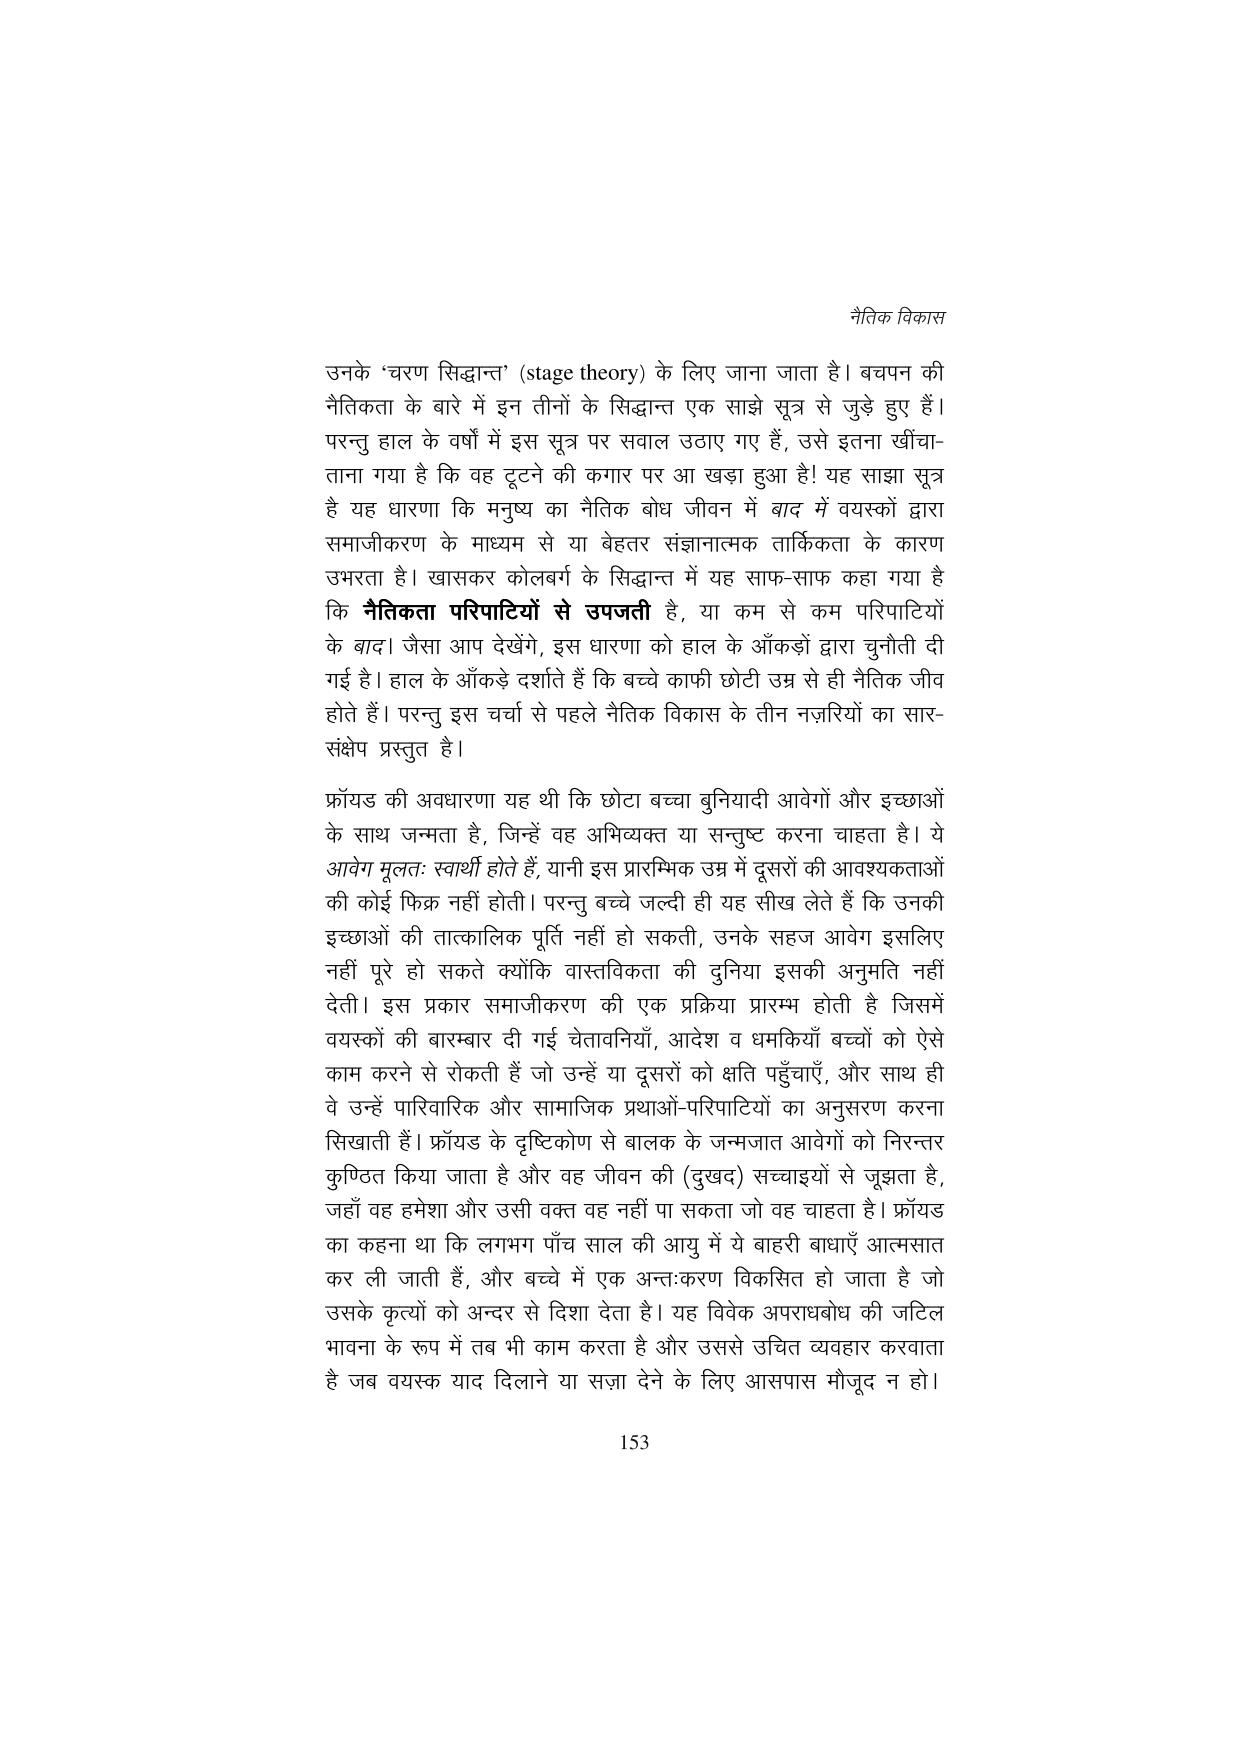 नैतिक विकास
उनके ‘चरण सिद्धान्त’ (stage theory) के लिए जाना जाता है। बचपन की
नैतिकता के बारे में इन तीनों के सिद्धान्त एक साझे सूत्र से जुड़े हुए हैं।
परन्तु हाल के वर्षों में इस सूत्र पर सवाल उठाए गए हैं, उसे इतना खींचा-
ताना गया है कि वह टूटने की कगार पर आ खड़ा हुआ है! यह साझा सूत्र
है यह धारणा कि मनुष्य का नैतिक बोध जीवन में बाद में वयस्कों द्वारा
समाजीकरण के माध्यम से या बेहतर संज्ञानात्मक तार्किकता के कारण
उभरता है। खासकर कोलबर्ग के सिद्धान्त में यह साफ-साफ कहा गया है
कि नैतिकता परिपाटियों से उपजती है, या कम से कम परिपाटियों
के बाद। जैसा आप देखेंगे, इस धारणा को हाल के आँकड़ों द्वारा चुनौती दी
गई है। हाल के आँकड़े दर्शाते हैं कि बच्चे काफी छोटी उम्र से ही नैतिक जीव
होते हैं। परन्तु इस चर्चा से पहले नैतिक विकास के तीन नज़रियों का सार-
संक्षेप प्रस्तुत है।
फ्रॉयड की अवधारणा यह थी कि छोटा बच्चा बुनियादी आवेगों और इच्छाओं
के साथ जन्मता है, जिन्हें वह अभिव्यक्त या सन्तुष्ट करना चाहता है। ये
आवेग मूलतः स्वार्थी होते हैं, यानी इस प्रारम्भिक उम्र में दूसरों की आवश्यकताओं
की कोई फिक्र नहीं होती। परन्तु बच्चे जल्दी ही यह सीख लेते हैं कि उनकी
इच्छाओं की तात्कालिक पूर्ति नहीं हो सकती, उनके सहज आवेग इसलिए
नहीं पूरे हो सकते क्योंकि वास्तविकता की दुनिया इसकी अनुमति नहीं
देती। इस प्रकार समाजीकरण की एक प्रक्रिया प्रारम्भ होती है जिसमें
वयस्कों की बारम्बार दी गई चेतावनियाँ, आदेश व धमकियाँ बच्चों को ऐसे
काम करने से रोकती हैं जो उन्हें या दूसरों को क्षति पहुँचाएँ, और साथ ही
वे उन्हें पारिवारिक और सामाजिक प्रथाओं-परिपाटियों का अनुसरण करना
सिखाती हैं। फ्रॉयड के दृष्टिकोण से बालक के जन्मजात आवेगों को निरन्तर
कुण्ठित किया जाता है और वह जीवन की (दुखद) सच्चाइयों से जूझता है,
जहाँ वह हमेशा और उसी वक्त वह नहीं पा सकता जो वह चाहता है। फ्रॉयड
का कहना था कि लगभग पाँच साल की आयु में ये बाहरी बाधाएँ आत्मसात
कर ली जाती हैं, और बच्चे में एक अन्तःकरण विकसित हो जाता है जो
उसके कृत्यों को अन्दर से दिशा देता है। यह विवेक अपराधबोध की जटिल
भावना के रूप में तब भी काम करता है और उससे उचित व्यवहार करवाता
है जब वयस्क याद दिलाने या सज़ा देने के लिए आसपास मौजूद न हो।
153